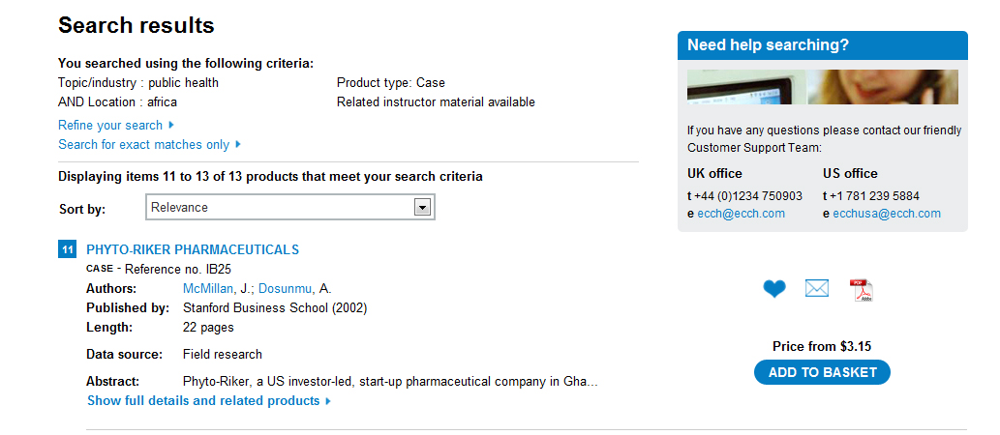 Search results
You searched using the following criteria:
Topic/industry : public health Product type: Case
AND Location : africa Related instructor material available
Refine your search
Search for exact matches only
Displaying items 11 to 13 of 13 products that meet your search criteria
Sort by: Relevance
11 PHYTO-RIKER PHARMACEUTICALS
CASE - Reference no. IB25
Authors: McMillan, J.; Dosunmu, A.
Published by: Stanford Business School (2002)
Length: 22 pages
Data source: Field research
Abstract: Phyto-Riker, a US investor-led, start-up pharmaceutical company in Gha...
Show full details and related products
Need help searching?
If you have any questions please contact our friendly
Customer Support Team:
UK office US office
t +44 (0)1234 750903 t +1 781 239 5884
e ecch@ecch.com e ecchusa@ecch.com
PDF
Adobe
Price from $3.15
ADD TO BASKET